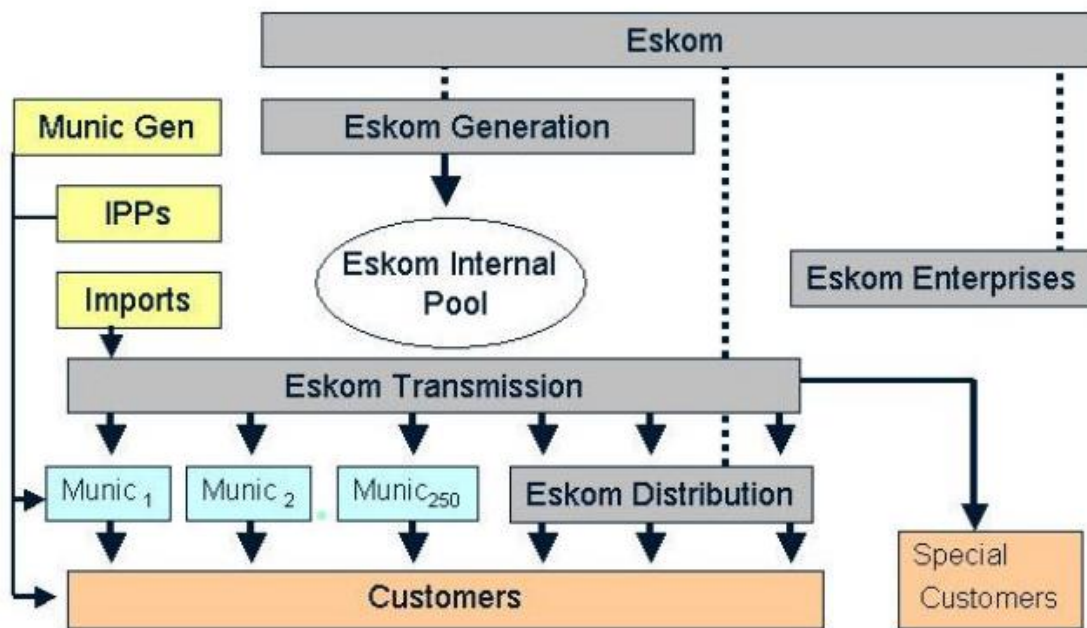 Eskom
Munic Gen
Eskom Generation
IPPs
Eskom Internal
Pool
Eskom Enterprises
Imports
Eskom Transmission
Munic 1
Munic 2
Munic250
Eskom Distribution
Special
Customers
Customers